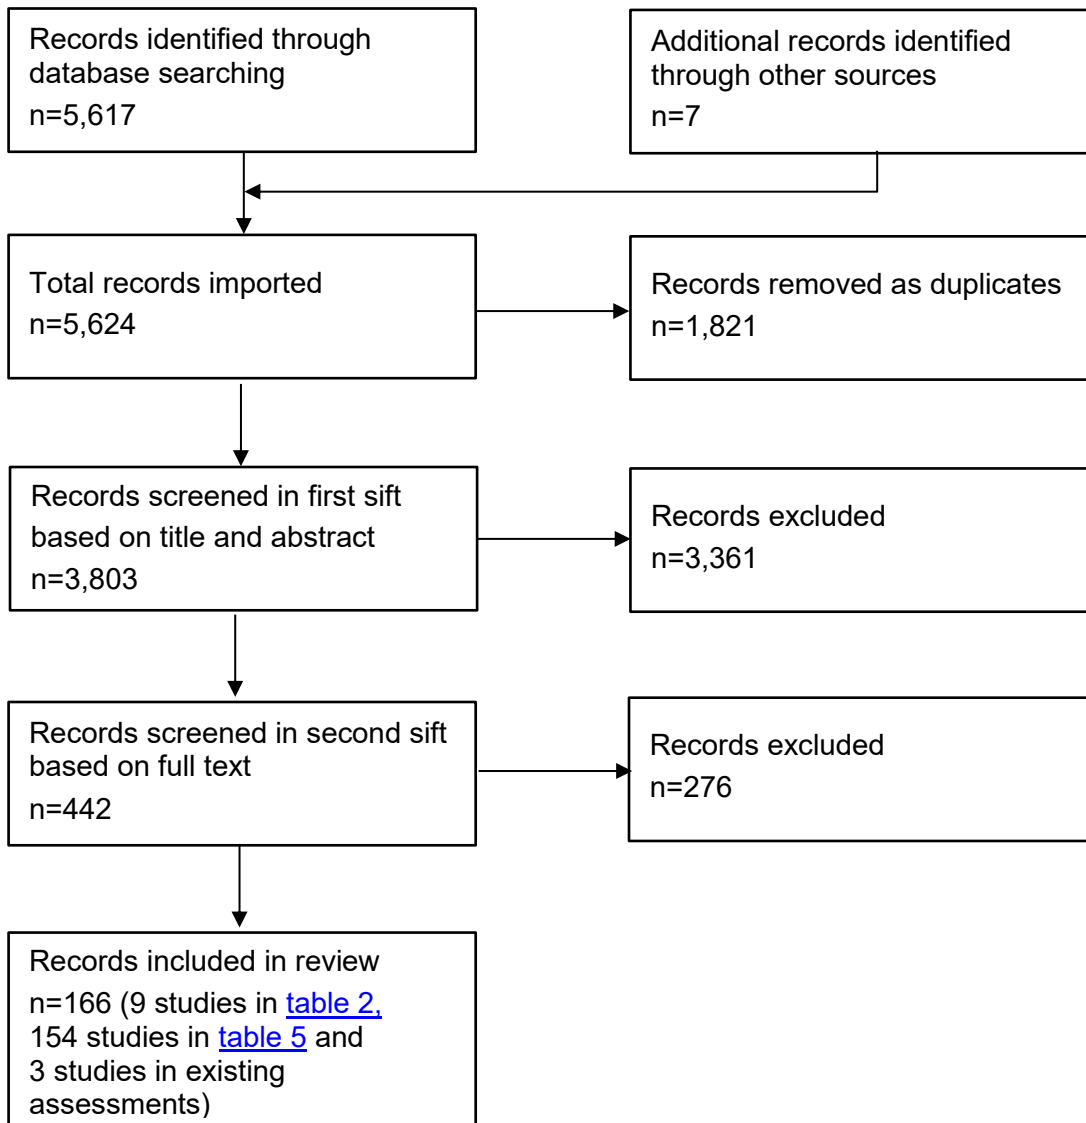 Records identified through
database searching
n=5,617
Additional records identified
through other sources
n=7
Total records imported
n=5,624
Records removed as duplicates
n=1,821
Records screened in first sift
based on title and abstract
n=3,803
Records excluded
n=3,361
Records screened in second sift
based on full text
n=442
Records excluded
n=276
Records included in review
n=166 (9 studies in table 2,
154 studies in table 5 and
3 studies in existing
assessments)